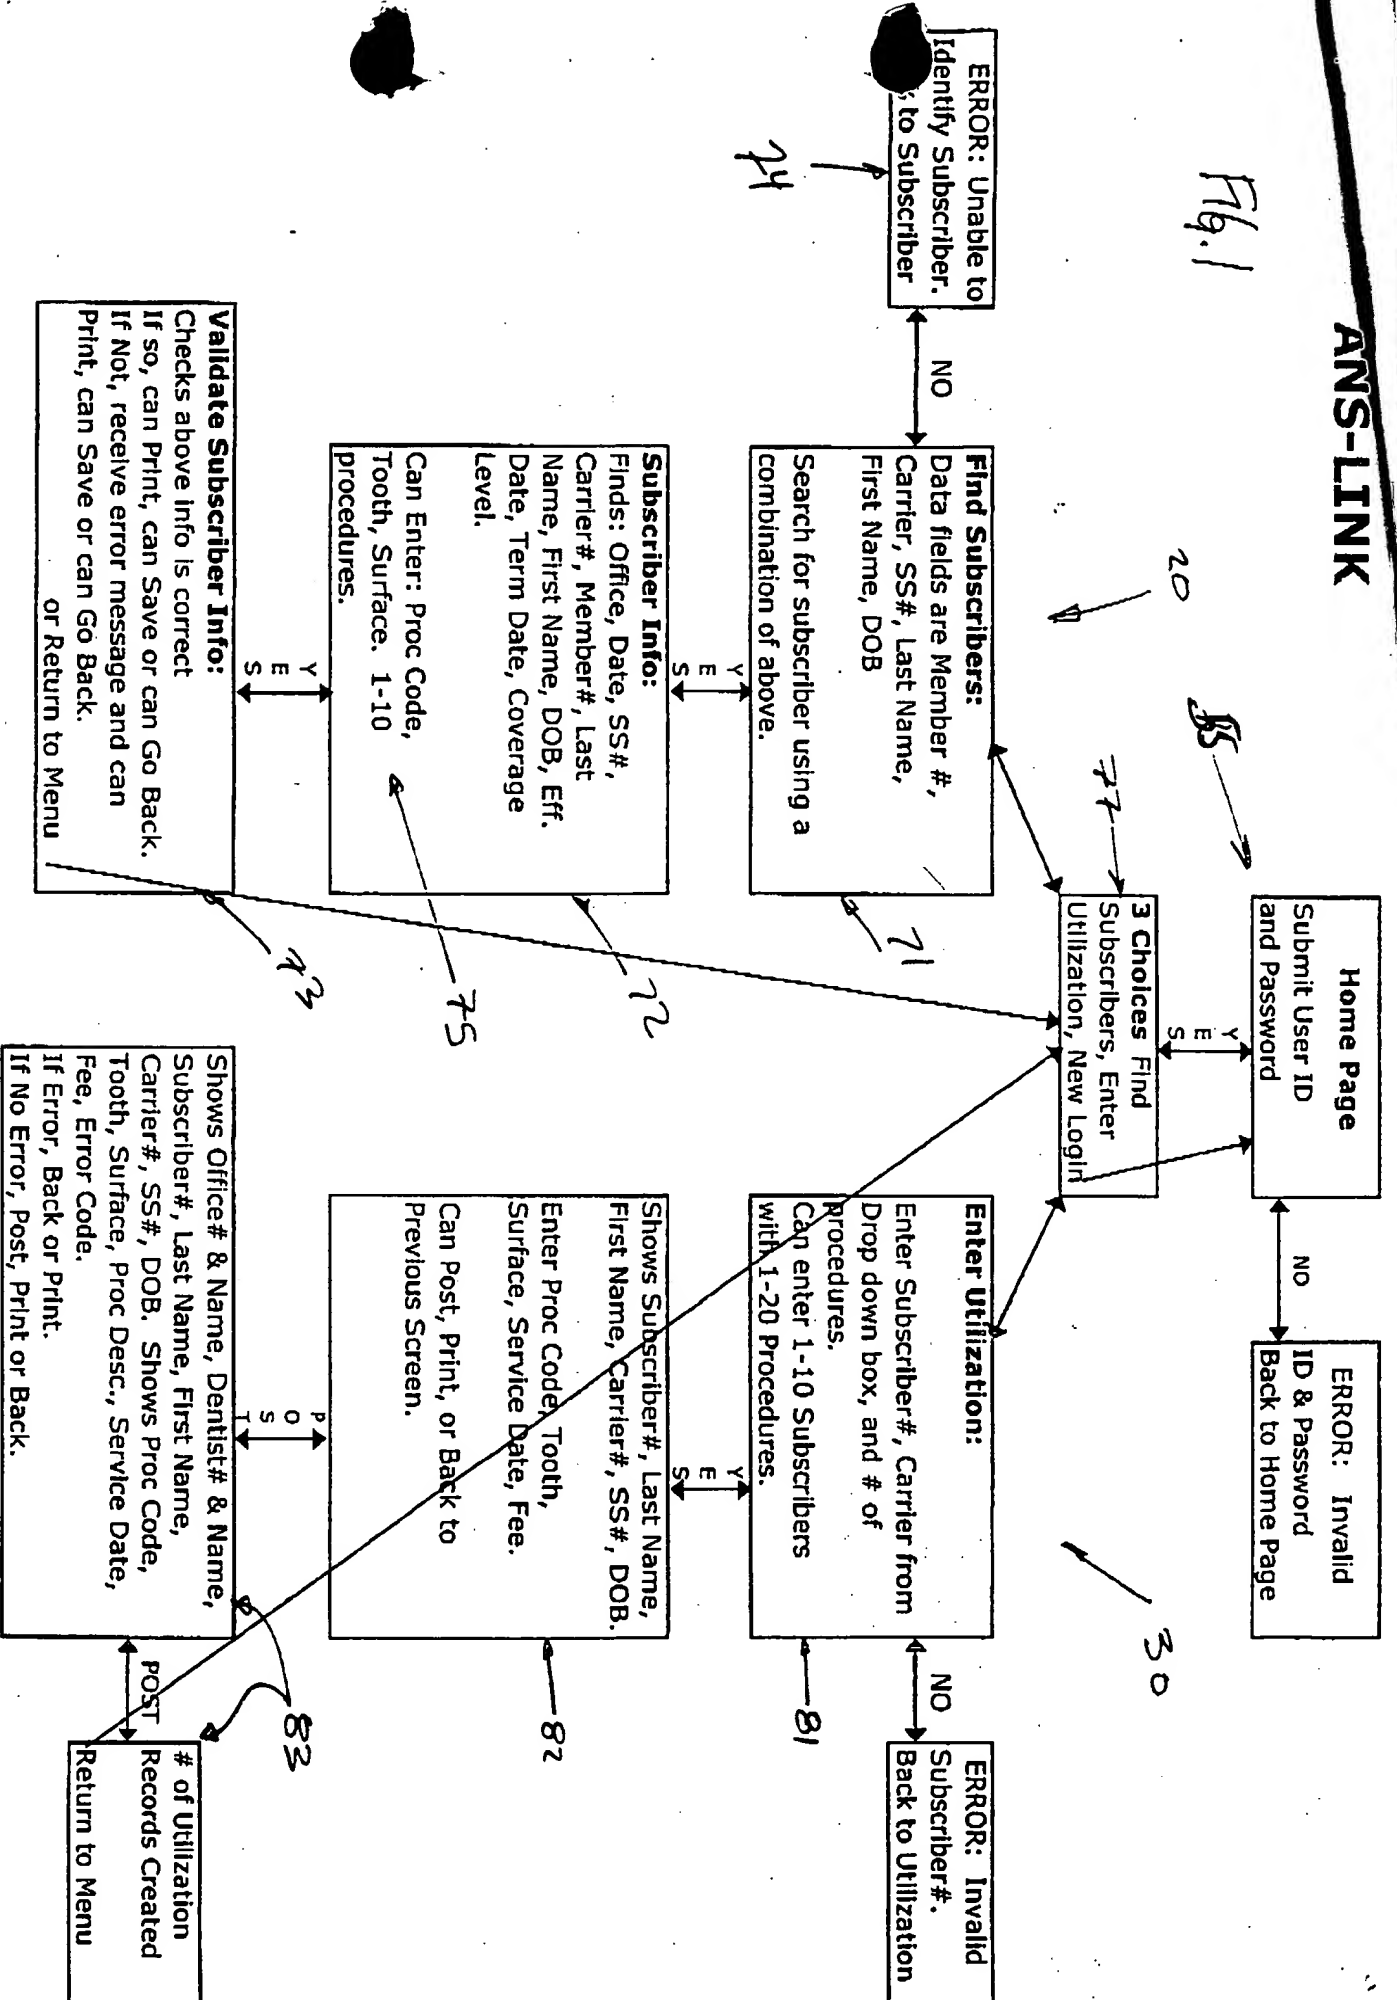 ANS-LINK
Fig. 1
Home Page
Submit User ID
and Password
NO
ERROR: Invalid
ID & Password
Back to Home Page
YES
20
30
77
3 Choices Find
Subscribers, Enter
Utilization, New Login
ERROR: Unable to
Identify Subscriber.
to Subscriber
74
NO
Find Subscribers:
Data fields are Member #,
Carrier, SS#, Last Name,
First Name, DOB
Search for subscriber using a
combination of above.
71
YES
Subscriber Info:
Finds: Office, Date, SS#,
Carrier#, Member#, Last
Name, First Name, DOB, Eff.
Date, Term Date, Coverage
Level.
Can Enter: Proc Code,
Tooth, Surface. 1-10
procedures.
72
75
YES
Validate Subscriber Info:
Checks above info is correct
If so, can Print, can Save or can Go Back.
If Not, receive error message and can
Print, can Save or can Go Back.
or Return to Menu
73
Enter Utilization:
Enter Subscriber#, Carrier from
Drop down box, and # of
procedures.
Can enter 1-10 Subscribers
with 1-20 Procedures.
81
NO
ERROR: Invalid
Subscriber#.
Back to Utilization
YES
Shows Subscriber#, Last Name,
First Name, Carrier#, SS#, DOB.
Enter Proc Code, Tooth,
Surface, Service Date, Fee.
Can Post, Print, or Back to
Previous Screen.
82
POST
Shows Office# & Name, Dentist# & Name,
Subscriber#, Last Name, First Name,
Carrier#, SS#, DOB. Shows Proc Code,
Tooth, Surface, Proc Desc., Service Date,
Fee, Error Code.
If Error, Back or Print.
If No Error, Post, Print or Back.
83
POST
# of Utilization
Records Created
Return to Menu